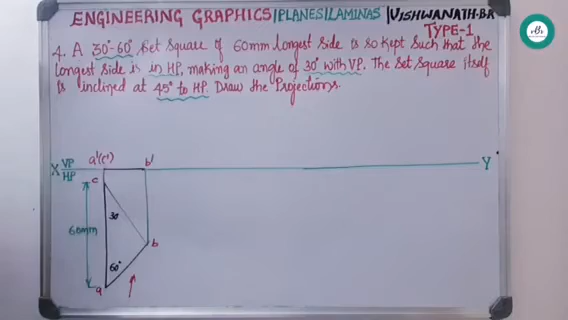 ENGINEERING GRAPHICS/PLANES/LAMINAS/VISHWANATH·BR
TYPE-1
4. A 30°-60° Set Square of 60mm longest side is so kept such that the
longest side is in HP, making an angle of 30° with VP. The set square itself
is inclined at 45° to HP. Draw the Projections.
a'(c') b'
X VP Y
HP
c
30
60mm
b
60°
a